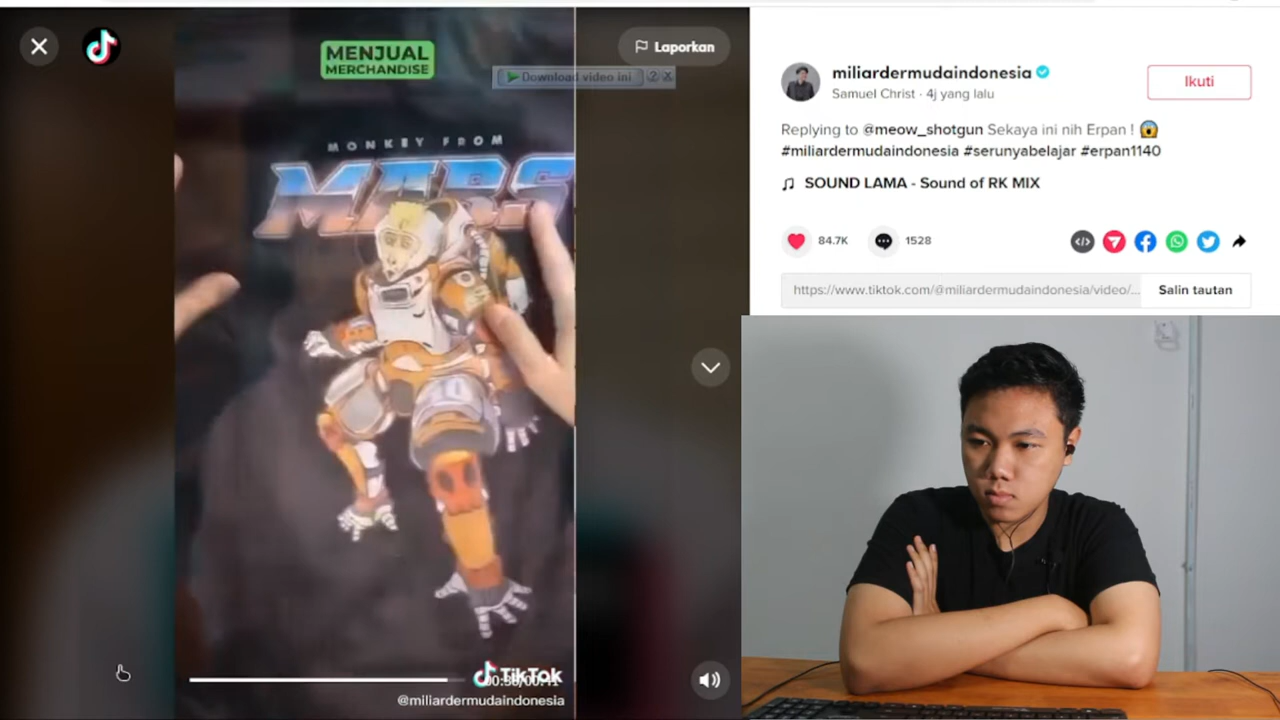 MENJUAL
MERCHANDISE
Laporkan
Download video ini
? X
MONKEY FROM
MARS
TikTok
@miliardermudaindonesia
miliardermudaindonesia
Samuel Christ · 4j yang lalu
Ikuti
Replying to @meow_shotgun Sekaya ini nih Erpan ! 😱
#miliardermudaindonesia #serunyabelajar #erpan1140
SOUND LAMA - Sound of RK MIX
84.7K
1528
</>
https://www.tiktok.com/@miliardermudaindonesia/video/...
Salin tautan